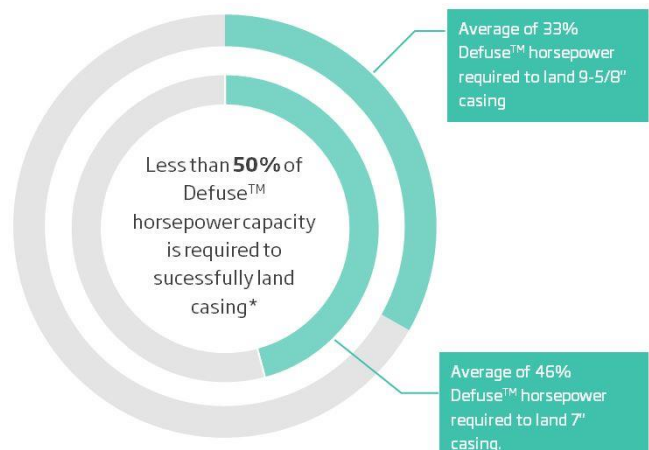 Average of 33%
Defuse™ horsepower
required to land 9-5/8"
casing
Less than 50% of
Defuse™
horsepower capacity
is required to
sucessfully land
casing*
Average of 46%
Defuse™ horsepower
required to land 7"
casing.